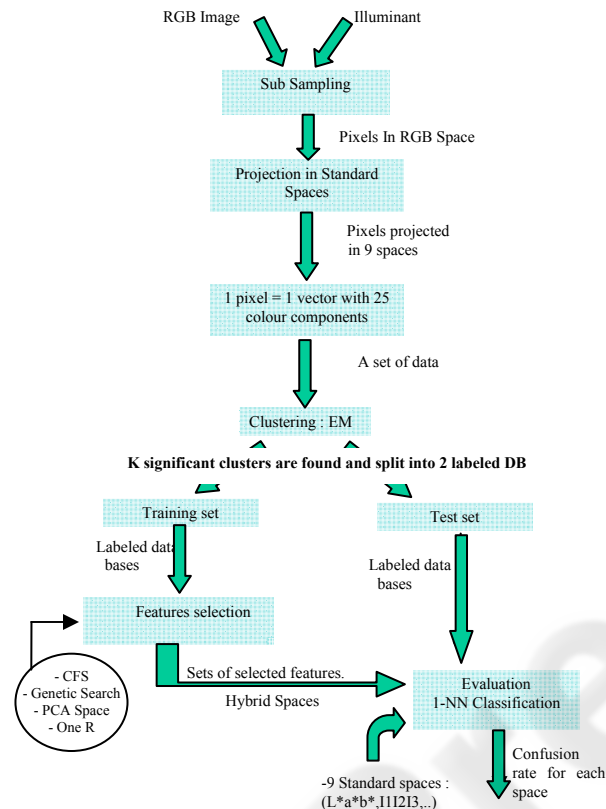 RGB Image
Illuminant
Sub Sampling
Pixels In RGB Space
Projection in Standard
Spaces
Pixels projected
in 9 spaces
1 pixel = 1 vector with 25
colour components
A set of data
Clustering : EM
K significant clusters are found and split into 2 labeled DB
Training set
Test set
Labeled data
bases
Labeled data
bases
Features selection
- CFS
- Genetic Search
- PCA Space
- One R
Sets of selected features.
Hybrid Spaces
Evaluation
1-NN Classification
-9 Standard spaces :
(L*a*b*,I1I2I3,..)
Confusion
rate for each
space